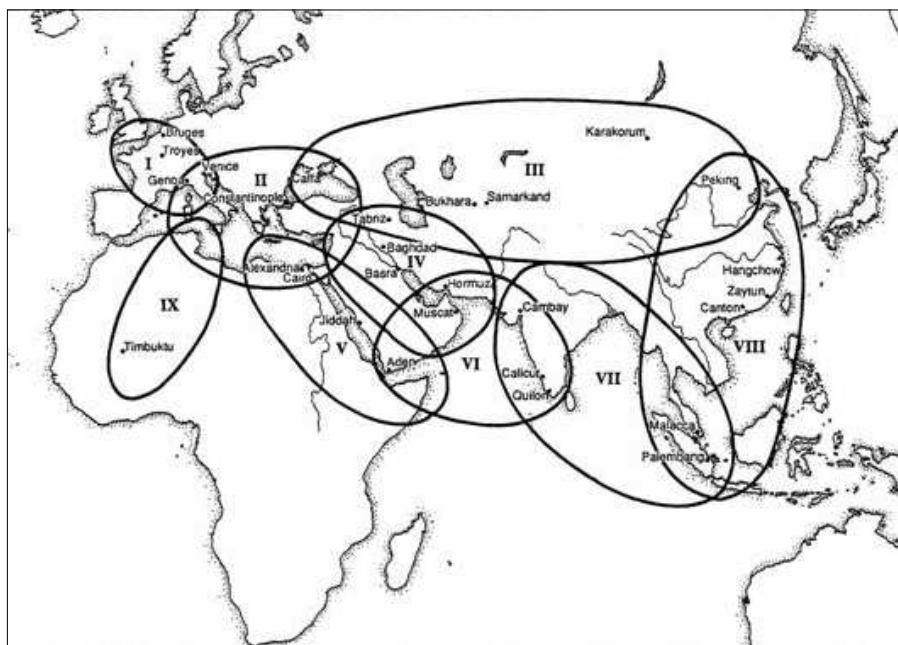 Bruges
Troyes
I
Venice
Genoa
II
Caffa
Constantinople
III
Karakorum
Peking
Bukhara
Samarkand
Tabriz
Baghdad
IV
Basra
Alexandria
Cairo
Hormuz
Muscat
Cambay
Hangchow
Zaytun
Canton
IX
Timbuktu
Jiddah
V
Aden
VI
Calicut
Quilon
VII
VIII
Malacca
Palembang